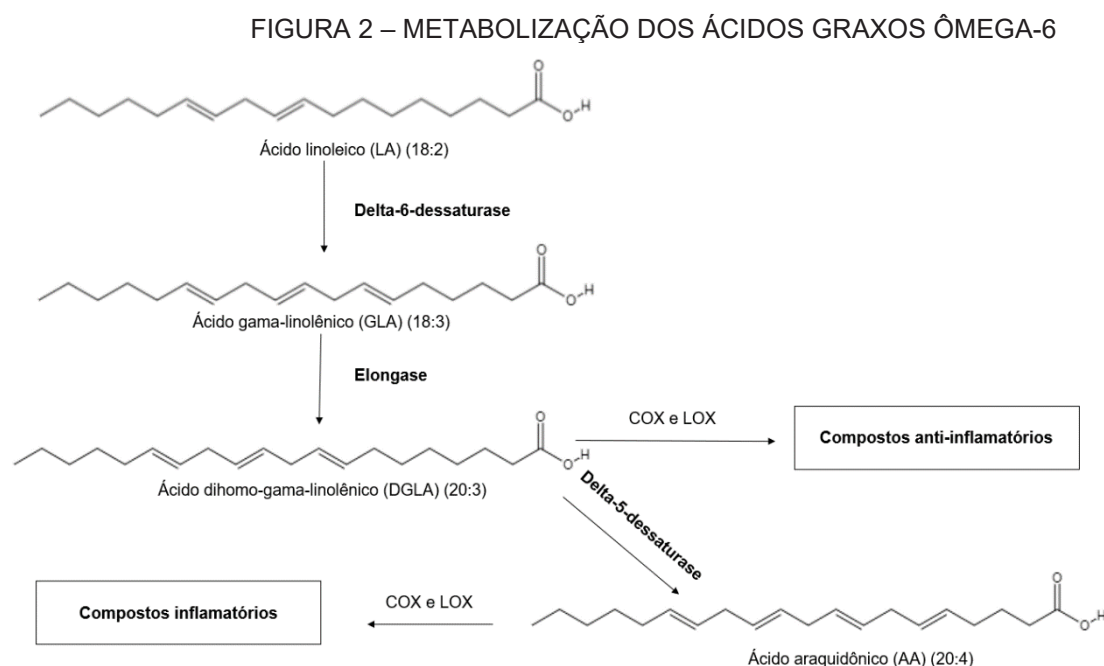 FIGURA 2 – METABOLIZAÇÃO DOS ÁCIDOS GRAXOS ÔMEGA-6
O
O
H
Ácido linoleico (LA) (18:2)
Delta-6-dessaturase
O
O
H
Ácido gama-linolênico (GLA) (18:3)
Elongase
O
O
H
Ácido dihomo-gama-linolênico (DGLA) (20:3)
COX e LOX
Compostos anti-inflamatórios
Delta-5-dessaturase
Compostos inflamatórios
COX e LOX
O
O
H
Ácido araquidônico (AA) (20:4)